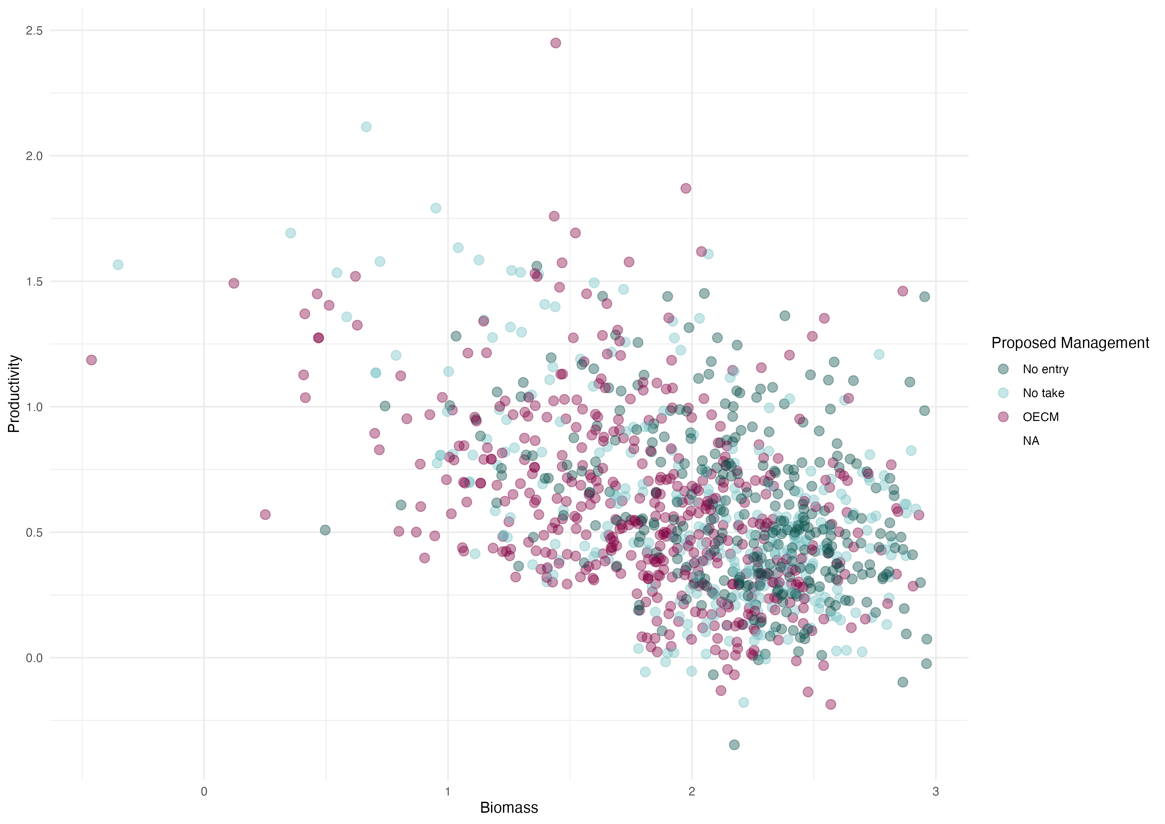 2.5
2.0
1.5
1.0
0.5
0.0
Productivity
0
1
2
3
Biomass
Proposed Management
No entry
No take
OECM
NA